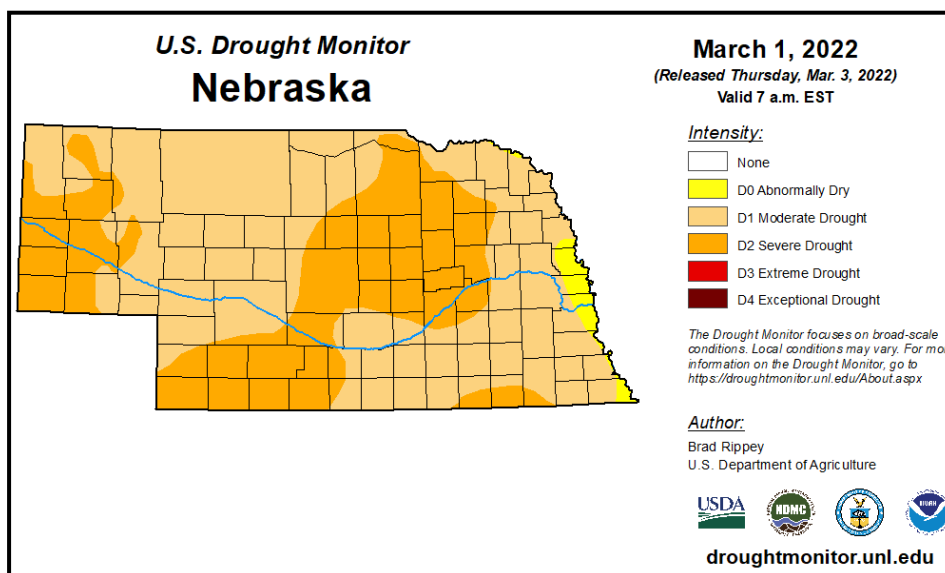 U.S. Drought Monitor
Nebraska
March 1, 2022
(Released Thursday, Mar. 3, 2022)
Valid 7 a.m. EST
Intensity:
None
D0 Abnormally Dry
D1 Moderate Drought
D2 Severe Drought
D3 Extreme Drought
D4 Exceptional Drought
The Drought Monitor focuses on broad-scale
conditions. Local conditions may vary. For mor
information on the Drought Monitor, go to
https://droughtmonitor.unl.edu/About.aspx
Author:
Brad Rippey
U.S. Department of Agriculture
USDA
NDMC
NOAA
droughtmonitor.unl.edu